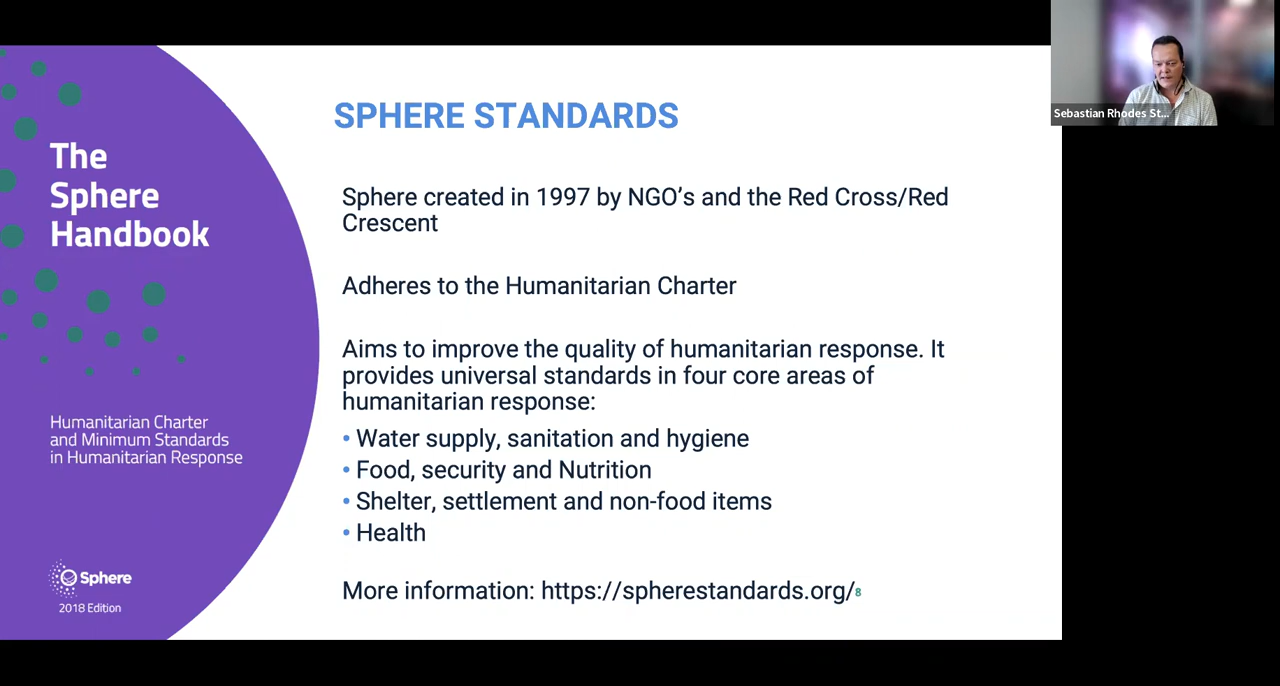 The
Sphere
Handbook
Humanitarian Charter
and Minimum Standards
in Humanitarian Response
Sphere
2018 Edition
SPHERE STANDARDS
Sphere created in 1997 by NGO’s and the Red Cross/Red
Crescent
Adheres to the Humanitarian Charter
Aims to improve the quality of humanitarian response. It
provides universal standards in four core areas of
humanitarian response:
• Water supply, sanitation and hygiene
• Food, security and Nutrition
• Shelter, settlement and non-food items
• Health
More information: https://spherestandards.org/
8
Sebastian Rhodes St...